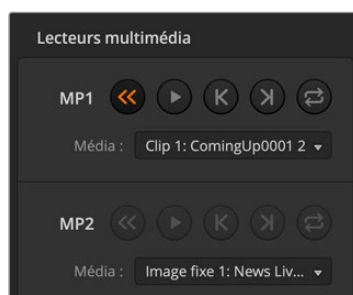 Lecteurs multimédia
MP1
Média : Clip 1: ComingUp0001 2
MP2
Média : Image fixe 1: News Liv...